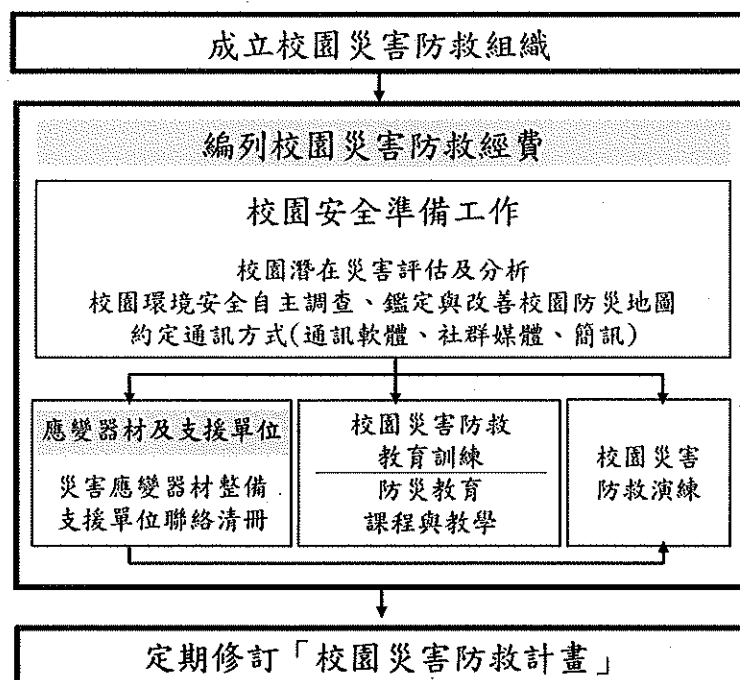 成立校園災害防救組織
編列校園災害防救經費
校園安全準備工作
校園潛在災害評估及分析
校園環境安全自主調查、鑑定與改善校園防災地圖
約定通訊方式(通訊軟體、社群媒體、簡訊)
應變器材及支援單位
災害應變器材整備
支援單位聯絡清冊
校園災害防救
教育訓練
防災教育
課程與教學
校園災害
防救演練
定期修訂「校園災害防救計畫」